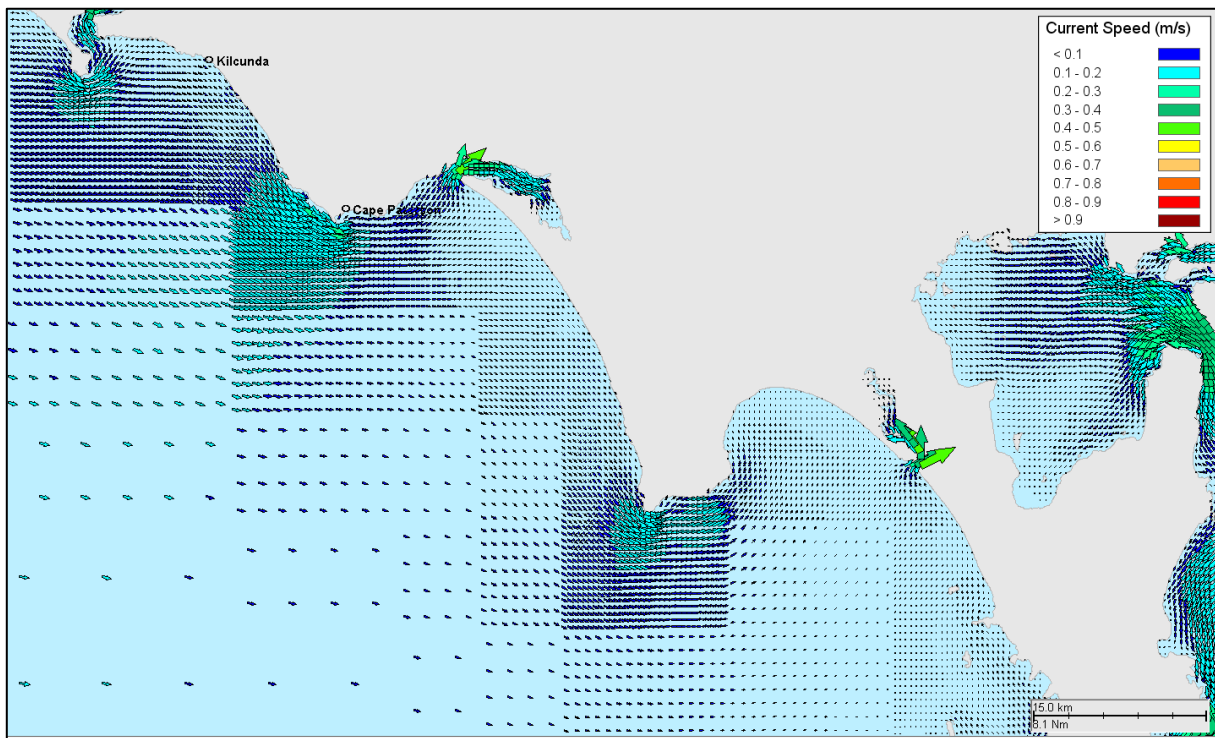 Kilcunda
Cape Paterson
Current Speed (m/s)
< 0.1
0.1 - 0.2
0.2 - 0.3
0.3 - 0.4
0.4 - 0.5
0.5 - 0.6
0.6 - 0.7
0.7 - 0.8
0.8 - 0.9
> 0.9
15.0 km
8.1 Nm